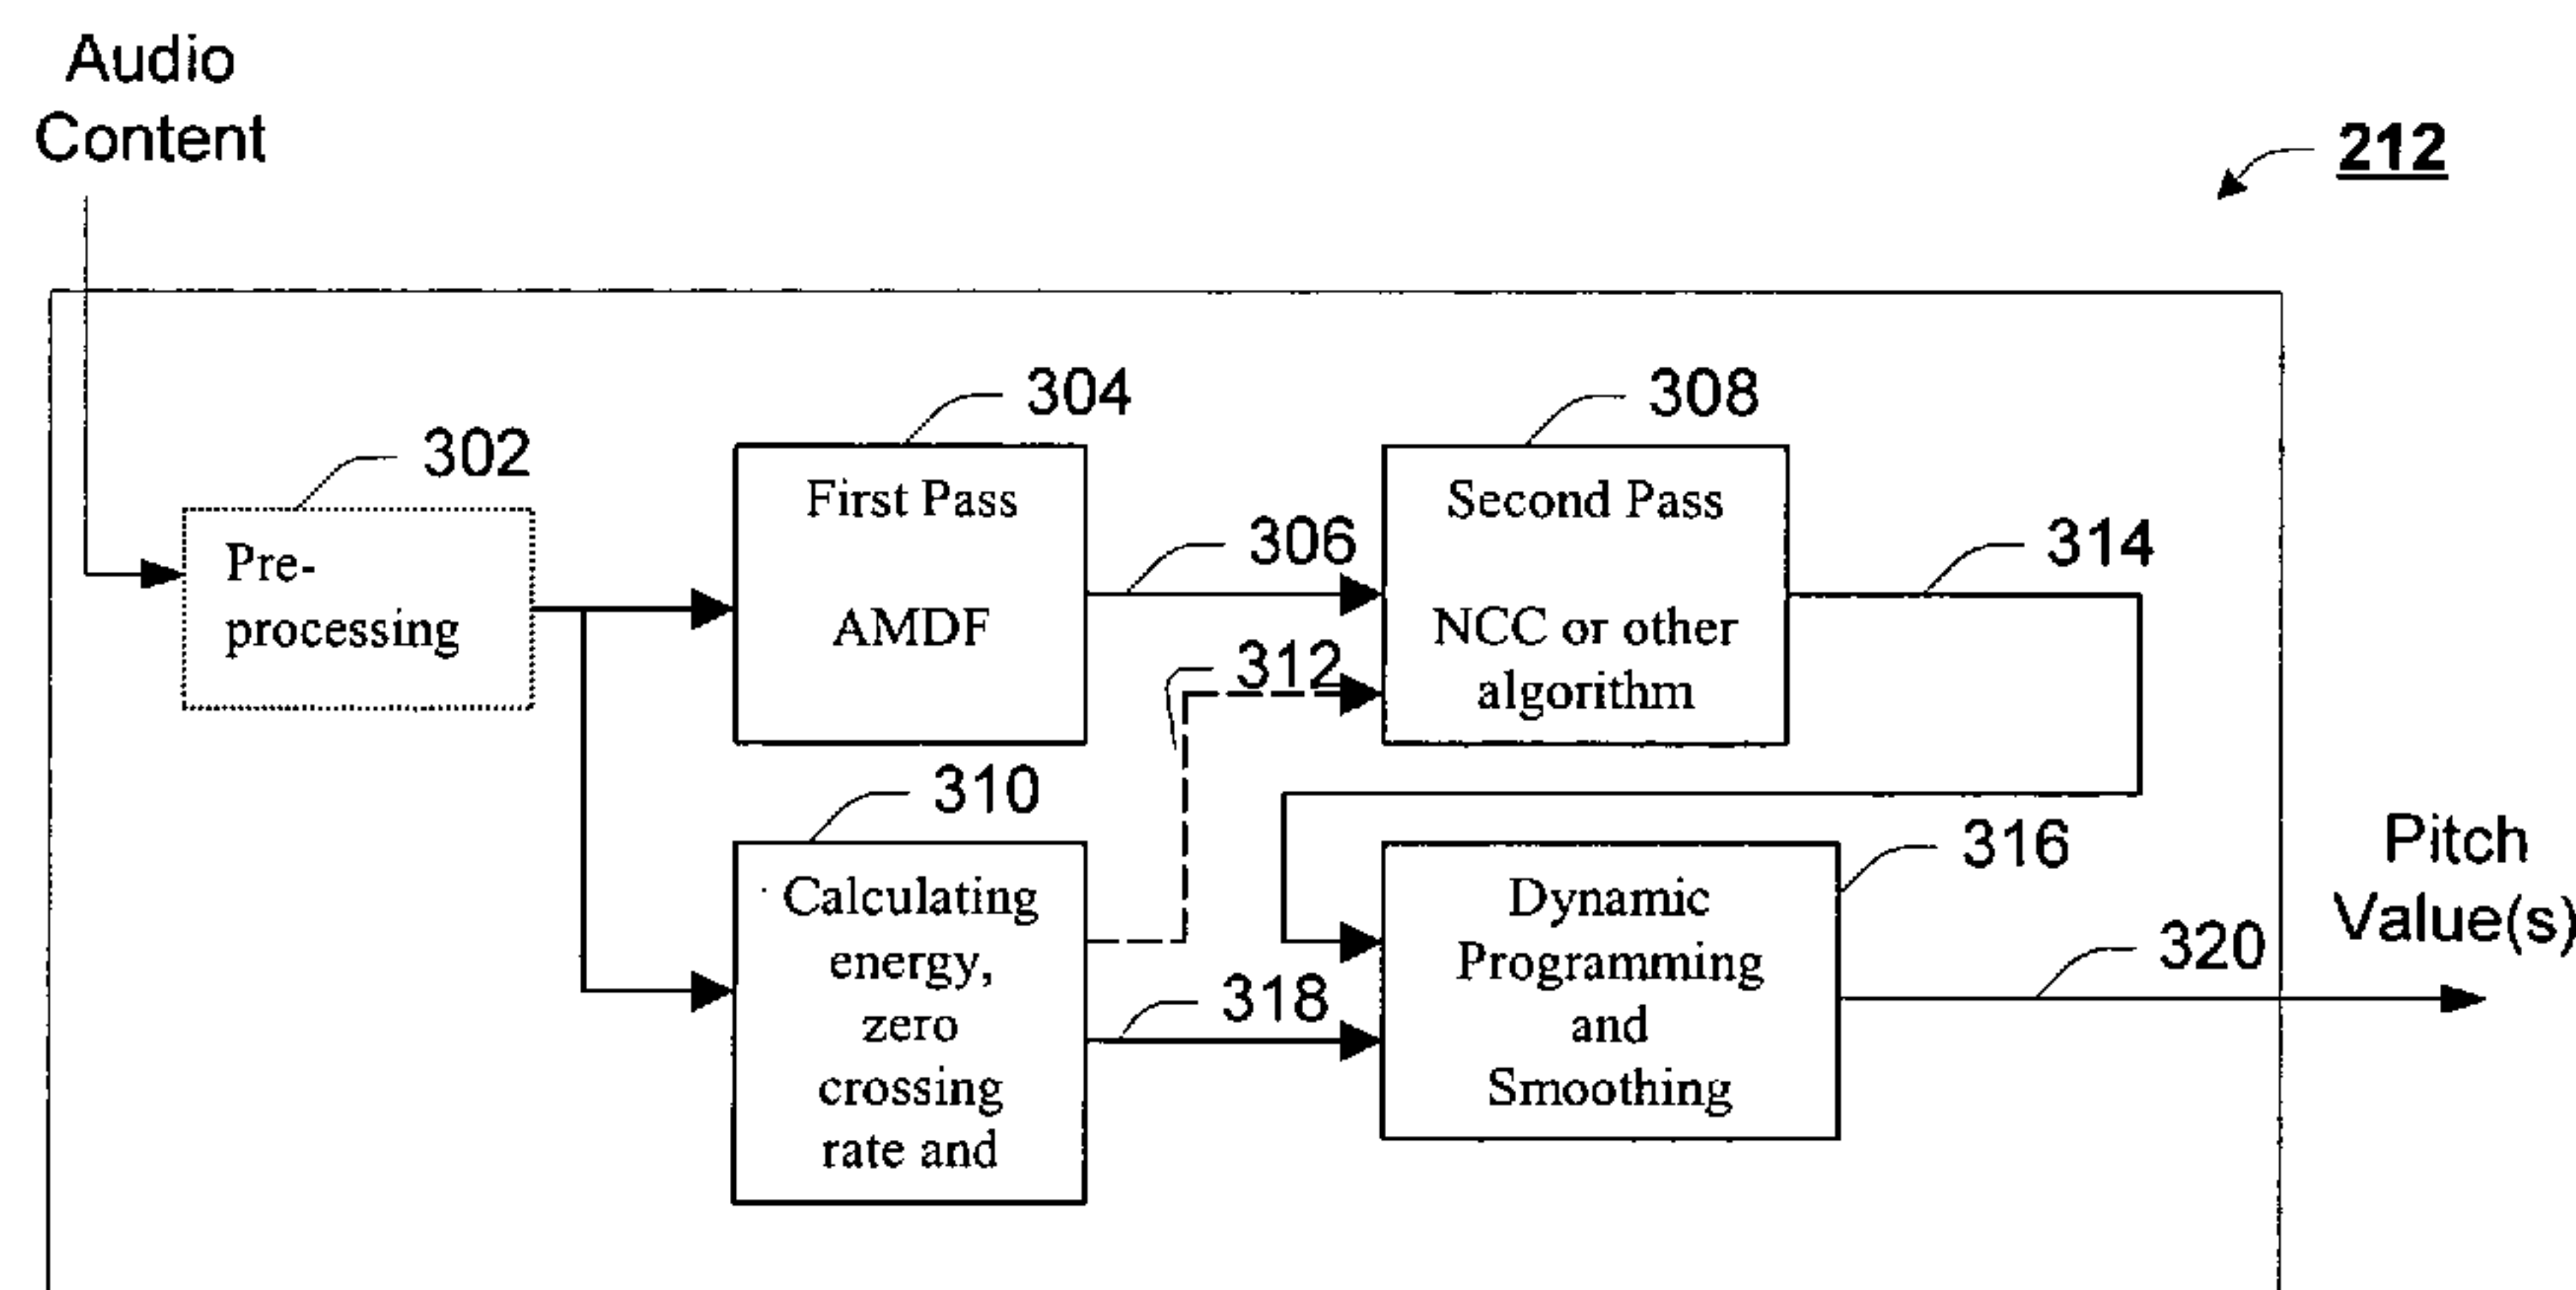 Audio
Content
212
304
308
302
First Pass
AMDF
Second Pass
NCC or other
algorithm
Pre-
processing
306
314
312
310
316
Pitch
Value(s)
Calculating
energy,
zero
crossing
rate and
Dynamic
Programming
and
Smoothing
318
320